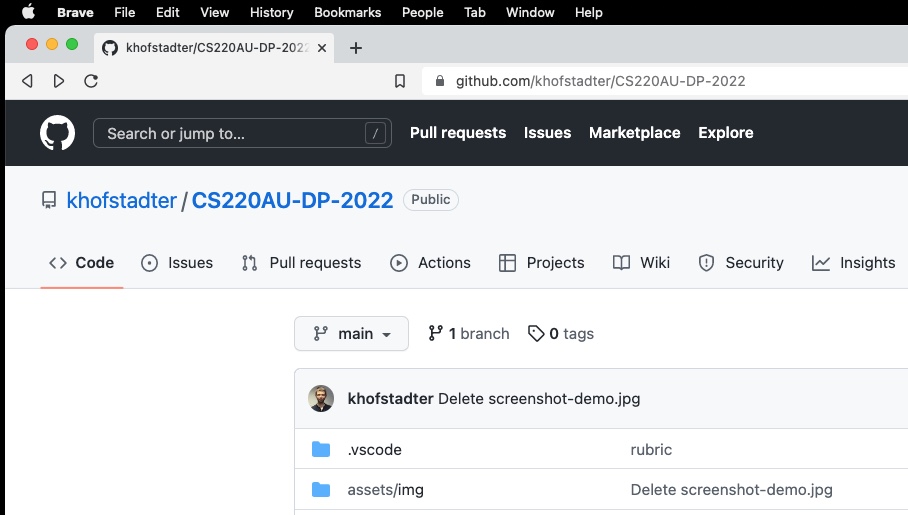 Brave File Edit View History Bookmarks People Tab Window Help
khofstadter/CS220AU-DP-2022
github.com/khofstadter/CS220AU-DP-2022
Search or jump to... / Pull requests Issues Marketplace Explore
khofstadter / CS220AU-DP-2022 Public
Code Issues Pull requests Actions Projects Wiki Security Insights
main 1 branch 0 tags
khofstadter Delete screenshot-demo.jpg
.vscode rubric
assets/img Delete screenshot-demo.jpg